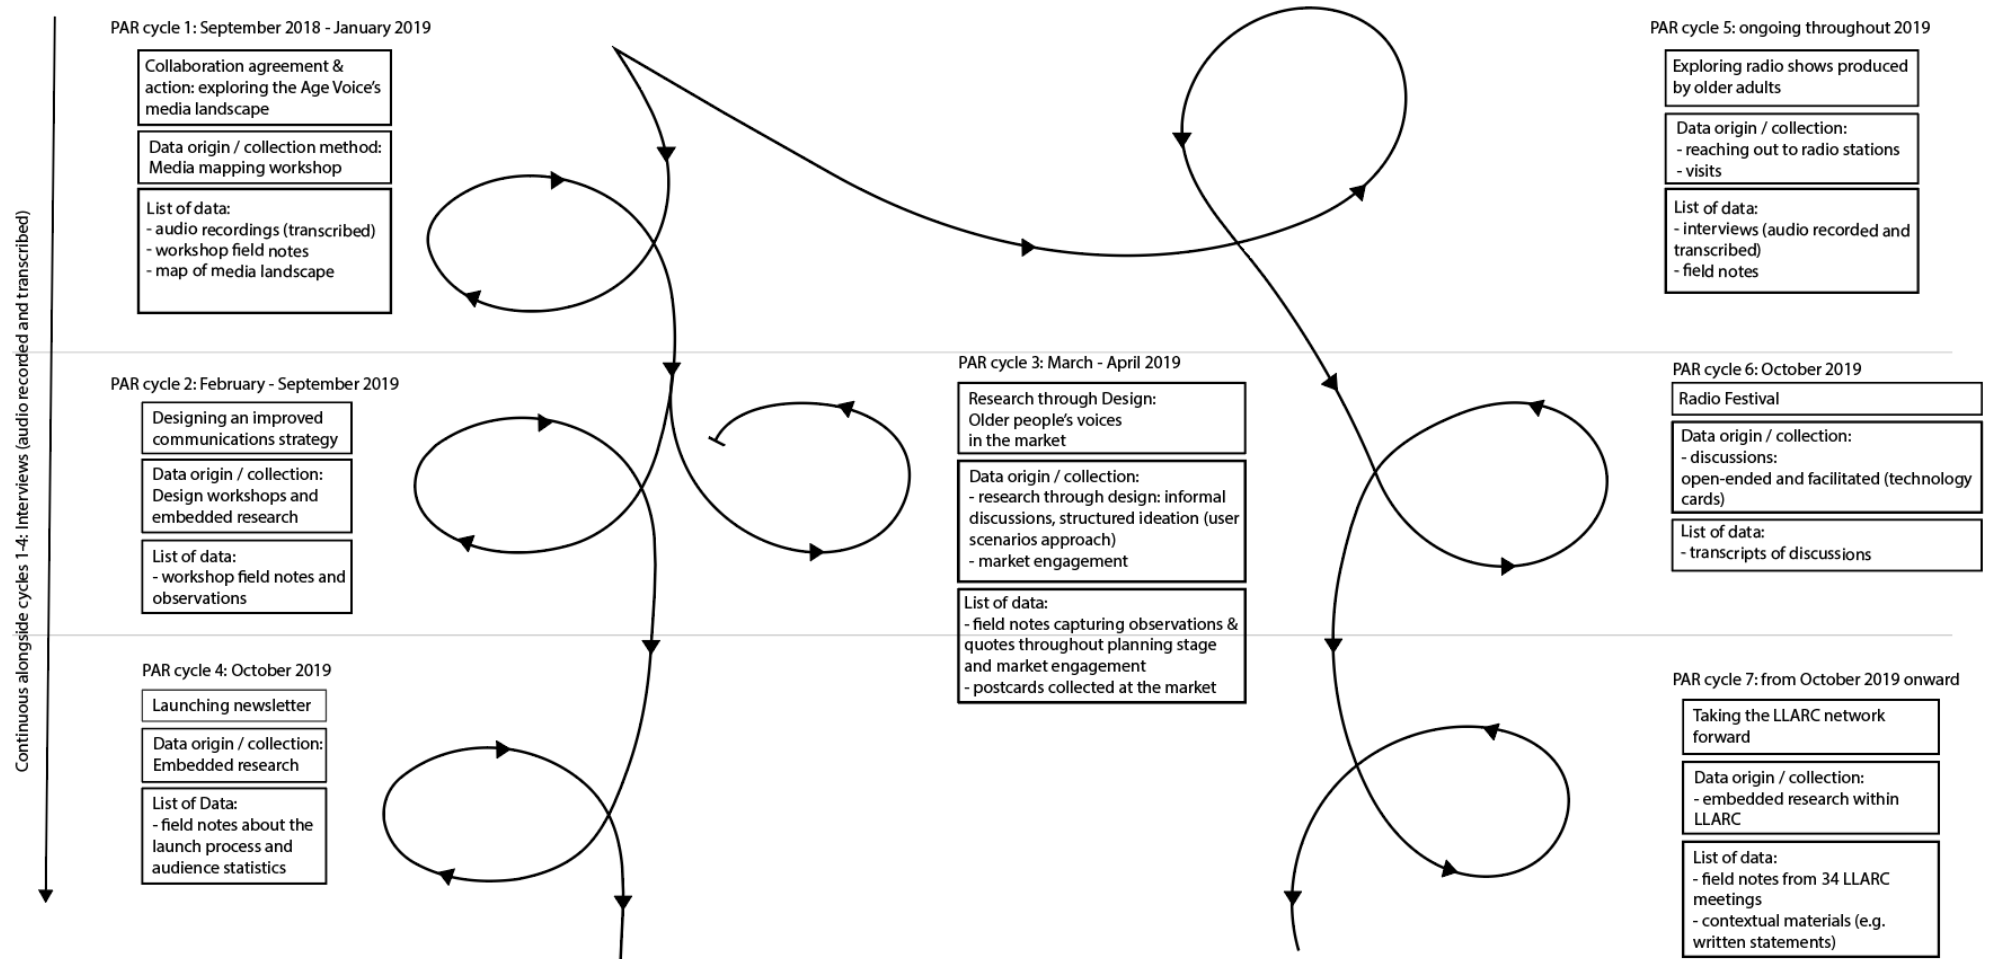 Continuous alongside cycles 1-4: Interviews (audio recorded and transcribed)
PAR cycle 1: September 2018 - January 2019
Collaboration agreement &
action: exploring the Age Voice's
media landscape
Data origin / collection method:
Media mapping workshop
List of data:
- audio recordings (transcribed)
- workshop field notes
- map of media landscape
PAR cycle 2: February - September 2019
Designing an improved
communications strategy
Data origin / collection:
Design workshops and
embedded research
List of data:
- workshop field notes and
observations
PAR cycle 4: October 2019
Launching newsletter
Data origin / collection:
Embedded research
List of Data:
- field notes about the
launch process and
audience statistics
PAR cycle 3: March - April 2019
Research through Design:
Older people's voices
in the market
Data origin / collection:
- research through design: informal
discussions, structured ideation (user
scenarios approach)
- market engagement
List of data:
- field notes capturing observations &
quotes throughout planning stage
and market engagement
- postcards collected at the market
PAR cycle 5: ongoing throughout 2019
Exploring radio shows produced
by older adults
Data origin / collection:
- reaching out to radio stations
- visits
List of data:
- interviews (audio recorded and
transcribed)
- field notes
PAR cycle 6: October 2019
Radio Festival
Data origin / collection:
- discussions:
open-ended and facilitated (technology
cards)
List of data:
- transcripts of discussions
PAR cycle 7: from October 2019 onward
Taking the LLARC network
forward
Data origin / collection:
- embedded research within
LLARC
List of data:
- field notes from 34 LLARC
meetings
- contextual materials (e.g.
written statements)